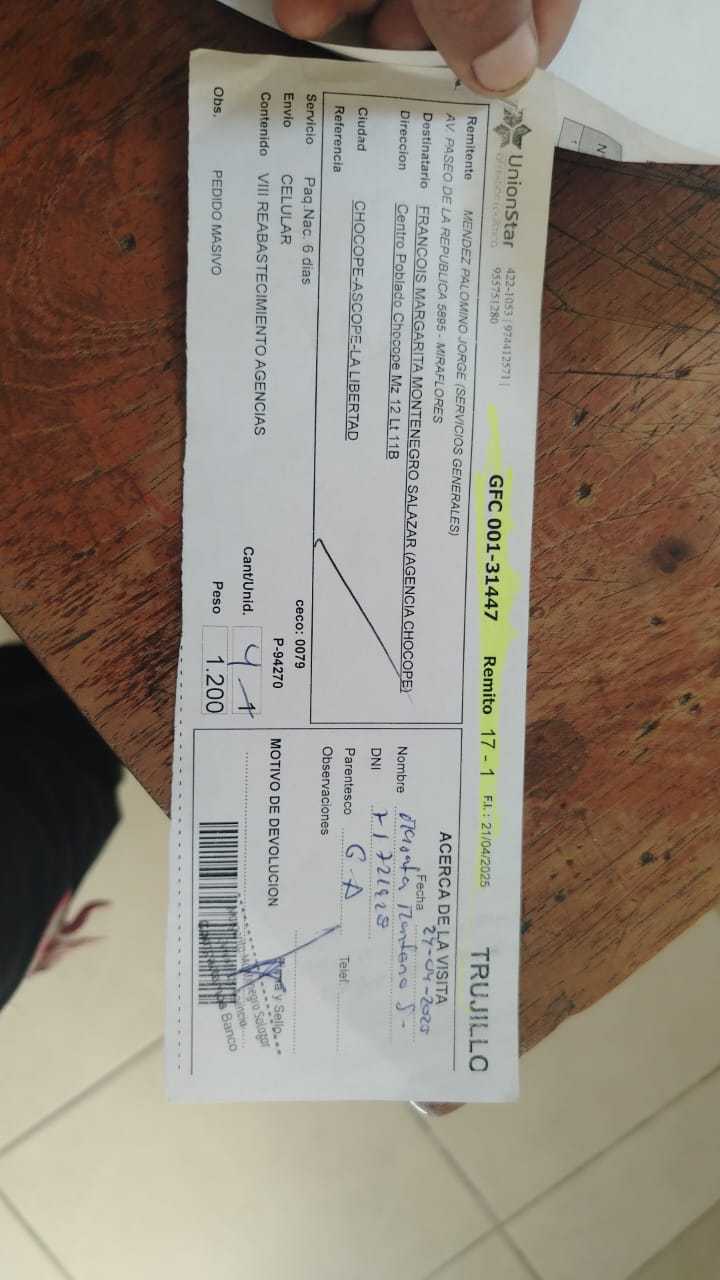 UnionStar
422-1053 | 974412571 |
955751280
GFC 001-31447 Remito 17 - 1 F.I.: 21/04/2025 TRUJILLO
Remitente MENDEZ PALOMINO JORGE (SERVICIOS GENERALES)
AV. PASEO DE LA REPUBLICA 5895 - MIRAFLORES
Destinatario FRANCOIS MARGARITA MONTENEGRO SALAZAR (AGENCIA CHOCOPE)
Direccion Centro Poblado Chocope Mz 12 Lt 11B
Ciudad CHOCOPE-ASCOPE-LA LIBERTAD
Referencia
Servicio Paq.Nac. 6 dias
Envio CELULAR
Contenido VIII REABASTECIMIENTO AGENCIAS
Obs. PEDIDO MASIVO
ceco: 0079
P-94270
Cant/Unid. 4 1
Peso 1.200
ACERCA DE LA VISITA
Fecha
Nombre
DNI
Parentesco G.A Telef.
Observaciones
MOTIVO DE DEVOLUCION
y Sello
Banco